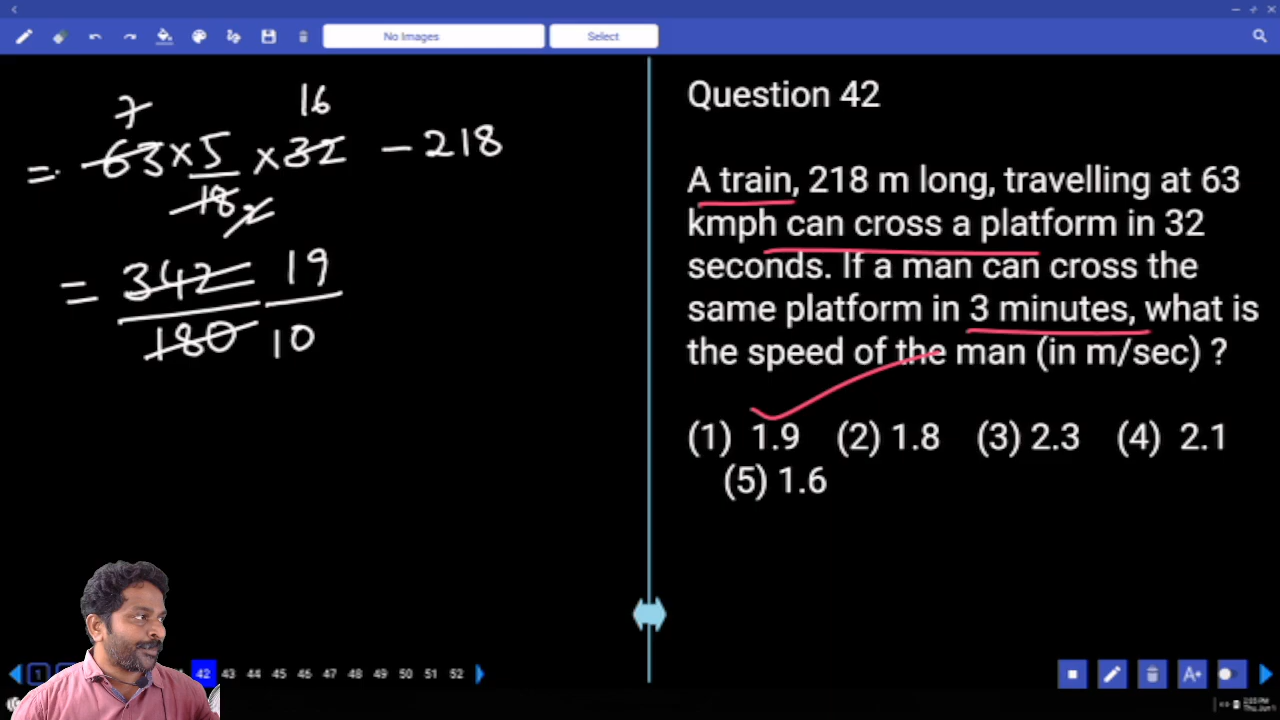 No Images
Select
7 16
= 63 × 5/18 × 32 - 218
2
= 342/180 19/10
Question 42
A train, 218 m long, travelling at 63
kmph can cross a platform in 32
seconds. If a man can cross the
same platform in 3 minutes, what is
the speed of the man (in m/sec) ?
(1) 1.9 (2) 1.8 (3) 2.3 (4) 2.1
(5) 1.6
1
42 43 44 45 46 47 48 49 50 51 52
A+